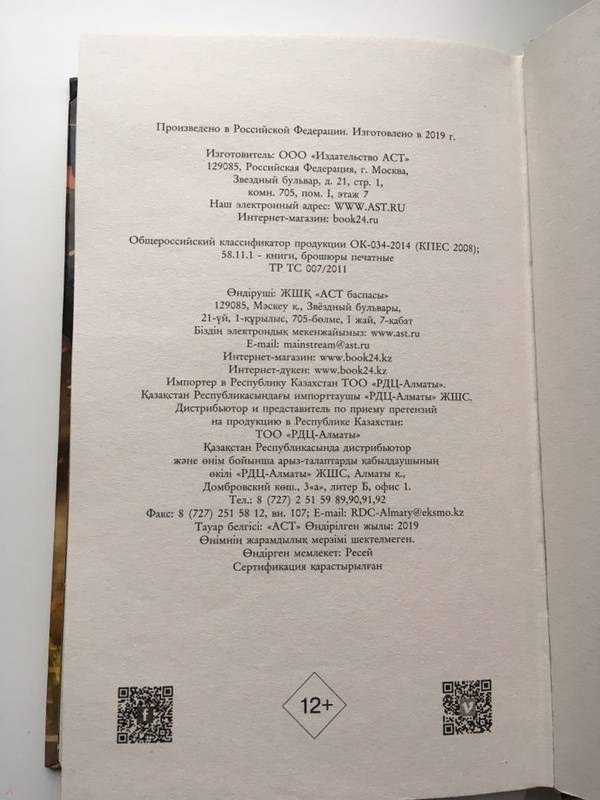 Произведено в Российской Федерации. Изготовлено в 2019 г.
Изготовитель: ООО «Издательство АСТ»
129085, Российская Федерация, г. Москва,
Звездный бульвар, д. 21, стр. 1,
комн. 705, пом. I, этаж 7
Наш электронный адрес: WWW.AST.RU
Интернет-магазин: book24.ru
Общероссийский классификатор продукции ОК-034-2014 (КПЕС 2008);
58.11.1 - книги, брошюры печатные
ТР ТС 007/2011
Өндіруші: ЖШҚ «АСТ баспасы»
129085, Мәскеу қ., Звёздный бульвары,
21-үй, 1-құрылыс, 705-бөлме, I жай, 7-қабат
Біздің электрондық мекенжайымыз: www.ast.ru
E-mail: mainstream@ast.ru
Интернет-магазин: www.book24.kz
Интернет-дүкен: www.book24.kz
Импортер в Республику Казахстан ТОО «РДЦ-Алматы».
Қазақстан Республикасындағы импорттаушы «РДЦ-Алматы» ЖШС.
Дистрибьютор и представитель по приему претензий
на продукцию в Республике Казахстан:
ТОО «РДЦ-Алматы»
Қазақстан Республикасында дистрибьютор
және өнім бойынша арыз-талаптарды қабылдаушының
өкілі «РДЦ-Алматы» ЖШС, Алматы қ.,
Домбровский көш., 3«а», литер Б, офис 1.
Тел.: 8 (727) 2 51 59 89,90,91,92
Факс: 8 (727) 251 58 12, вн. 107; E-mail: RDC-Almaty@eksmo.kz
Тауар белгісі: «АСТ» Өндірілген жылы: 2019
Өнімнің жарамдылық мерзімі шектелмеген.
Өндірген мемлекет: Ресей
Сертификация қарастырылған
12+